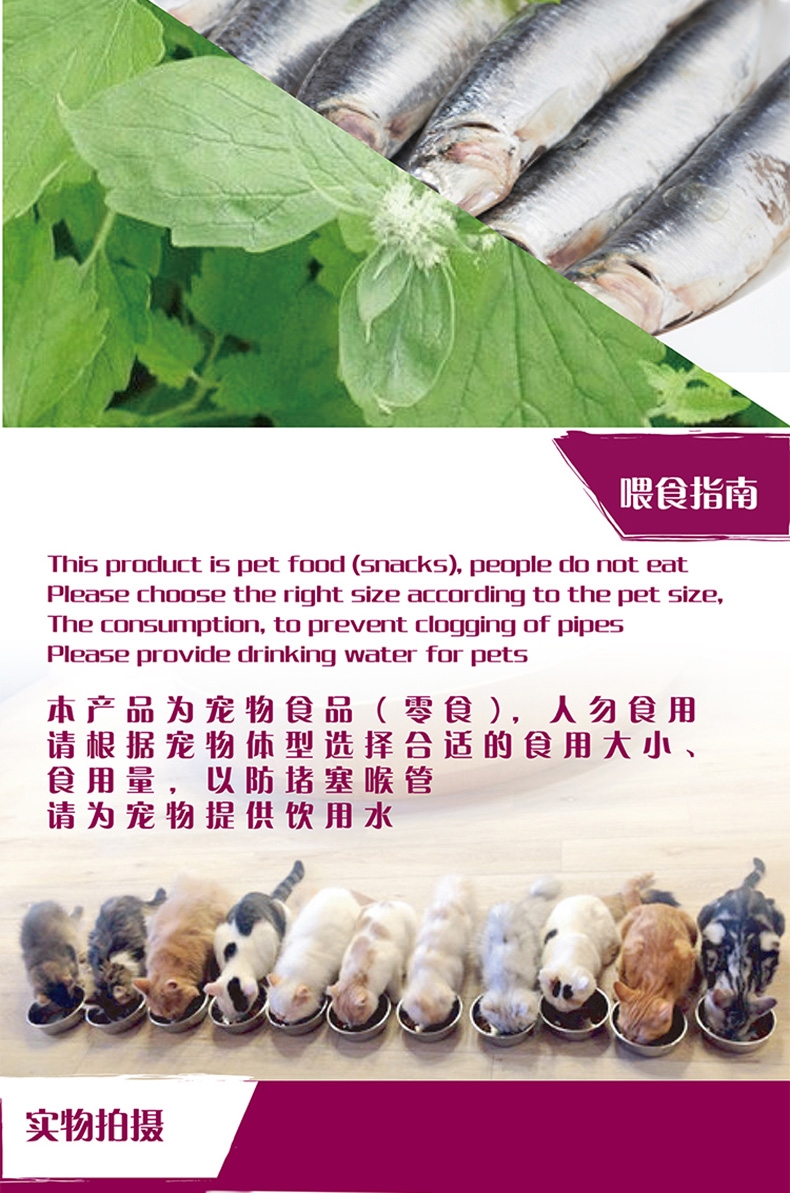 喂食指南
This product is pet food (snacks), people do not eat
Please choose the right size according to the pet size,
The consumption, to prevent clogging of pipes
Please provide drinking water for pets
本产品为宠物食品（零食），人勿食用
请根据宠物体型选择合适的食用大小、
食用量，以防堵塞喉管
请为宠物提供饮用水
实物拍摄